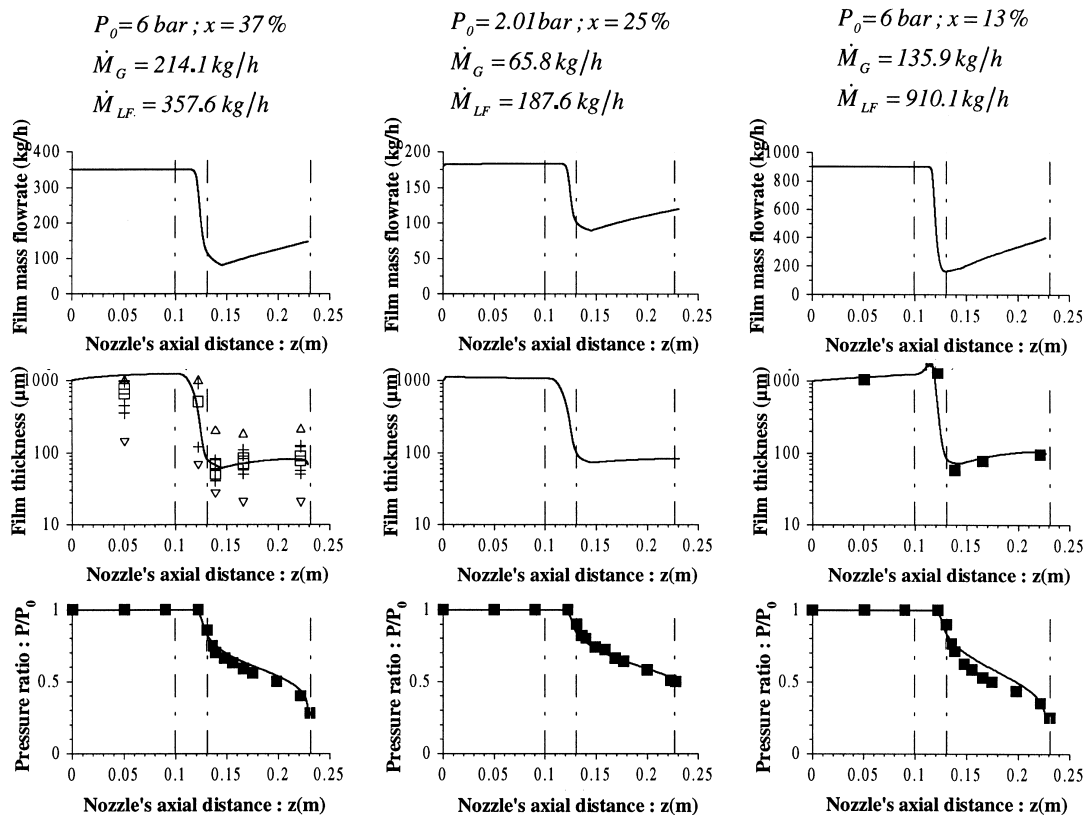 P0 = 6 bar ; x = 37 %
ṀG = 214.1 kg/h
ṀLF. = 357.6 kg/h
P0 = 2.01bar ; x = 25%
ṀG = 65.8 kg/h
ṀLF = 187.6 kg/h
P0 = 6 bar ; x = 13%
ṀG = 135.9 kg/h
ṀLF = 910.1 kg/h
Film mass flowrate (kg/h)
400
300
200
100
0
0 0.05 0.1 0.15 0.2 0.25
Nozzle's axial distance : z(m)
Film mass flowrate (kg/h)
200
150
100
50
0
0 0.05 0.1 0.15 0.2 0.25
Nozzle's axial distance : z(m)
Film mass flowrate (kg/h)
1000
800
600
400
200
0
0 0.05 0.1 0.15 0.2 0.25
Nozzle's axial distance : z(m)
Film thickness (µm)
1000
100
10
0 0.05 0.1 0.15 0.2 0.25
Nozzle's axial distance : z(m)
Film thickness (µm)
1000
100
10
0 0.05 0.1 0.15 0.2 0.25
Nozzle's axial distance : z(m)
Film thickness (µm)
1000
100
10
0 0.05 0.1 0.15 0.2 0.25
Nozzle's axial distance : z(m)
Pressure ratio : P/P0
1
0.5
0
0 0.05 0.1 0.15 0.2 0.25
Nozzle's axial distance : z(m)
Pressure ratio : P/P0
1
0.5
0
0 0.05 0.1 0.15 0.2 0.25
Nozzle's axial distance : z(m)
Pressure ratio : P/P0
1
0.5
0
0 0.05 0.1 0.15 0.2 0.25
Nozzle's axial distance : z(m)